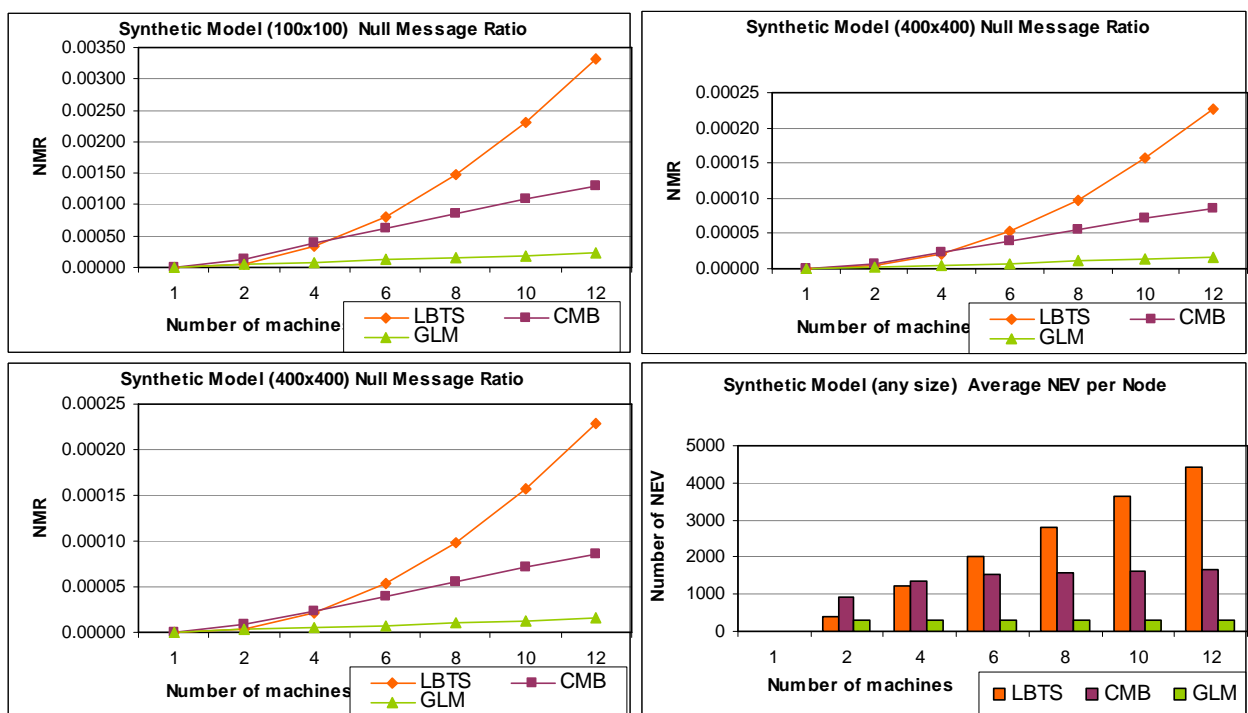 Synthetic Model (100x100)  Null Message Ratio
0.00350
0.00300
0.00250
0.00200
0.00150
0.00100
0.00050
0.00000
NMR
1 2 4 6 8 10 12
Number of machines
LBTS CMB
GLM
Synthetic Model (400x400)  Null Message Ratio
0.00025
0.00020
0.00015
0.00010
0.00005
0.00000
NMR
1 2 4 6 8 10 12
Number of machines
LBTS CMB
GLM
Synthetic Model (400x400)  Null Message Ratio
0.00025
0.00020
0.00015
0.00010
0.00005
0.00000
NMR
1 2 4 6 8 10 12
Number of machines
LBTS CMB
GLM
Synthetic Model (any size)  Average NEV per Node
5000
4000
3000
2000
1000
0
Number of NEV
1 2 4 6 8 10 12
Number of machines
LBTS CMB GLM